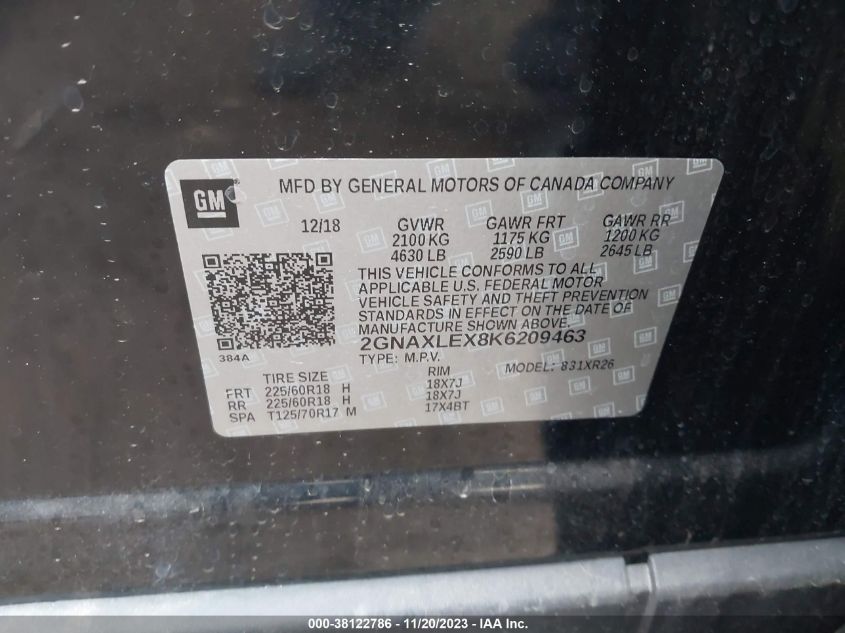 GM
MFD BY GENERAL MOTORS OF CANADA COMPANY
12/18 GVWR GAWR FRT GAWR RR
2100 KG 1175 KG 1200 KG
4630 LB 2590 LB 2645 LB
THIS VEHICLE CONFORMS TO ALL
APPLICABLE U.S. FEDERAL MOTOR
VEHICLE SAFETY AND THEFT PREVENTION
STANDARDS IN EFFECT ON THE DATE OF
MANUFACTURE SHOWN ABOVE.
384A
2GNAXLEX8K6209463
TYPE: M.P.V. MODEL: 831XR26
TIRE SIZE RIM
FRT 225/60R18 H 18X7J
RR 225/60R18 H 18X7J
SPA T125/70R17 M 17X4BT
000-38122786 - 11/20/2023 - IAA Inc.